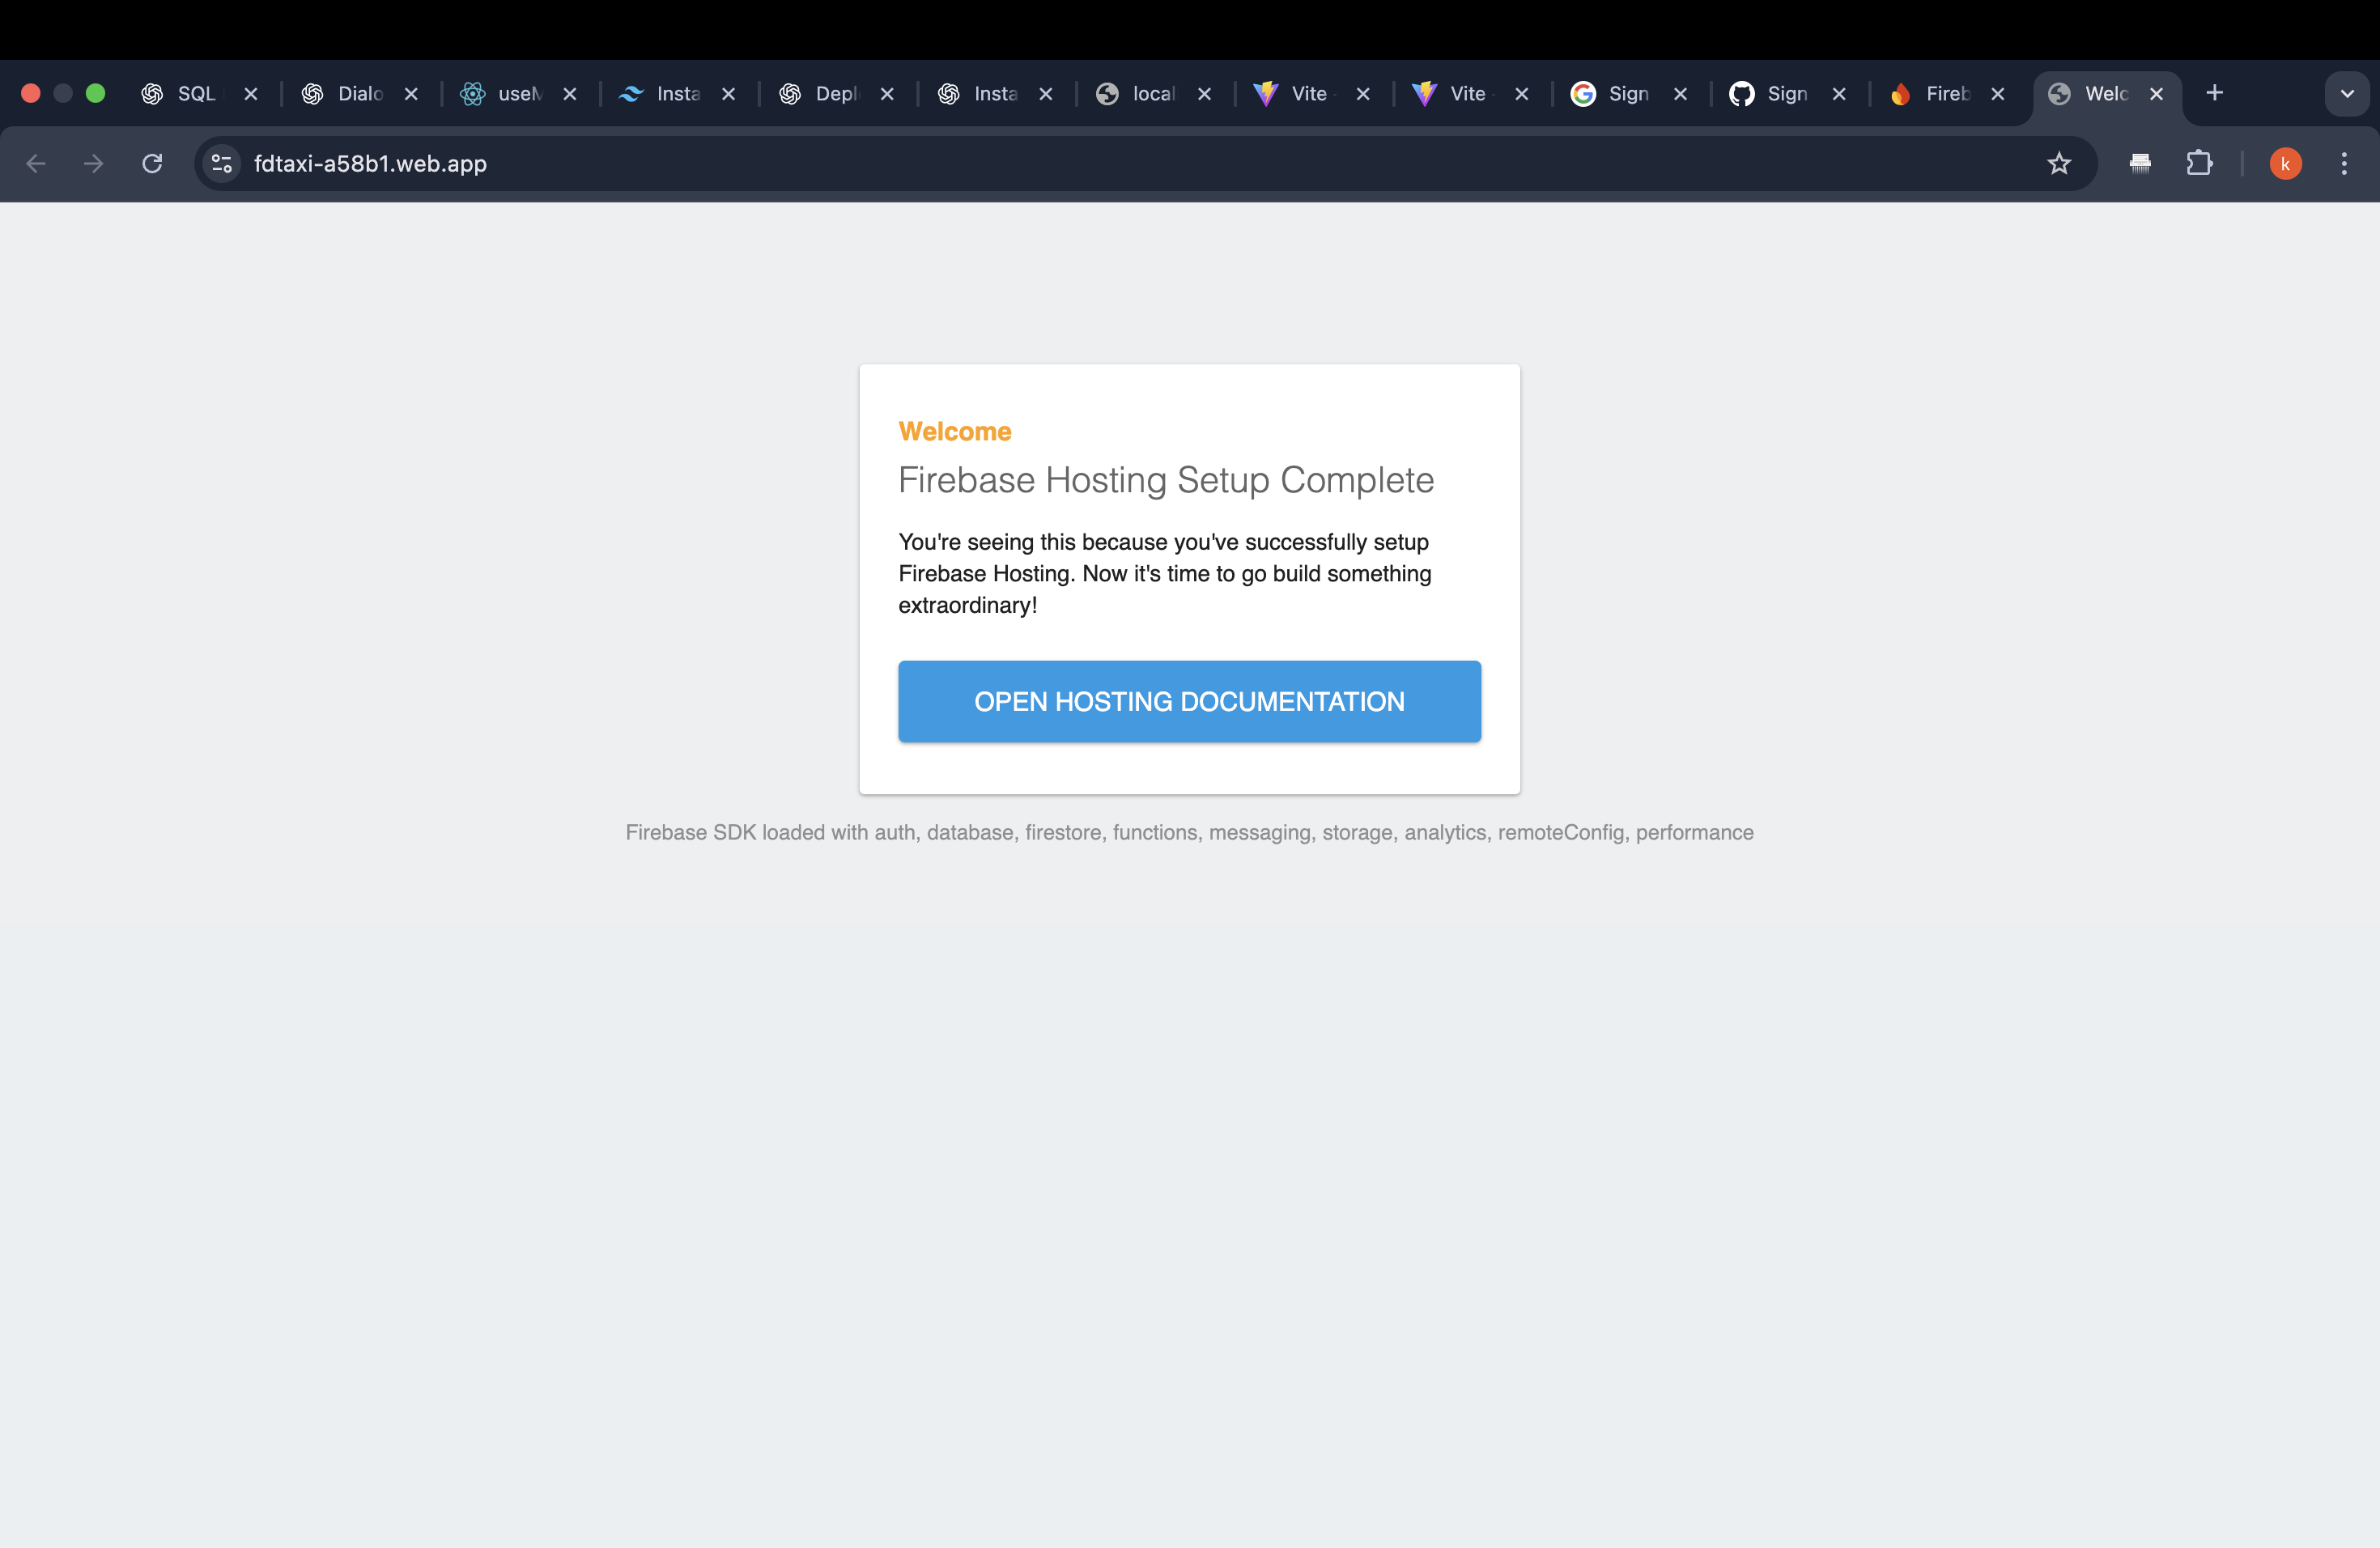 SQL
Dialo
useM
Insta
Depl
Insta
local
Vite
Vite
Sign
Sign
Fireb
Welc
fdtaxi-a58b1.web.app
k
Welcome
Firebase Hosting Setup Complete
You're seeing this because you've successfully setup
Firebase Hosting. Now it's time to go build something
extraordinary!
OPEN HOSTING DOCUMENTATION
Firebase SDK loaded with auth, database, firestore, functions, messaging, storage, analytics, remoteConfig, performance